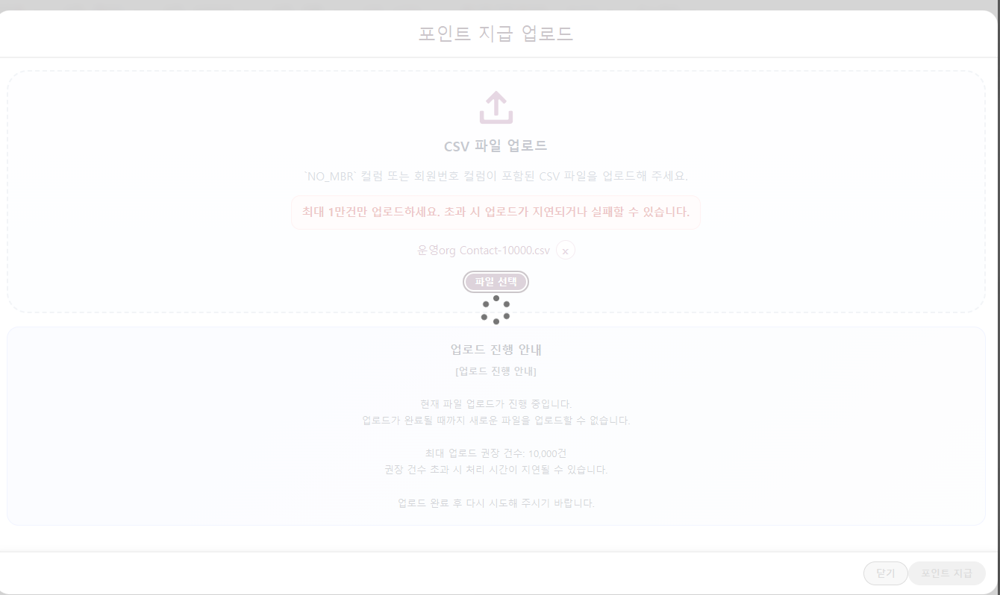 포인트 지급 업로드
CSV 파일 업로드
`NO_MBR` 컬럼 또는 회원번호 컬럼이 포함된 CSV 파일을 업로드해 주세요.
최대 1만건만 업로드하세요. 초과 시 업로드가 지연되거나 실패할 수 있습니다.
운영org Contact-10000.csv x
파일 선택
업로드 진행 안내
[업로드 진행 안내]
현재 파일 업로드가 진행 중입니다.
업로드가 완료될 때까지 새로운 파일을 업로드할 수 없습니다.
최대 업로드 권장 건수: 10,000건
권장 건수 초과 시 처리 시간이 지연될 수 있습니다.
업로드 완료 후 다시 시도해 주시기 바랍니다.
닫기 포인트 지급